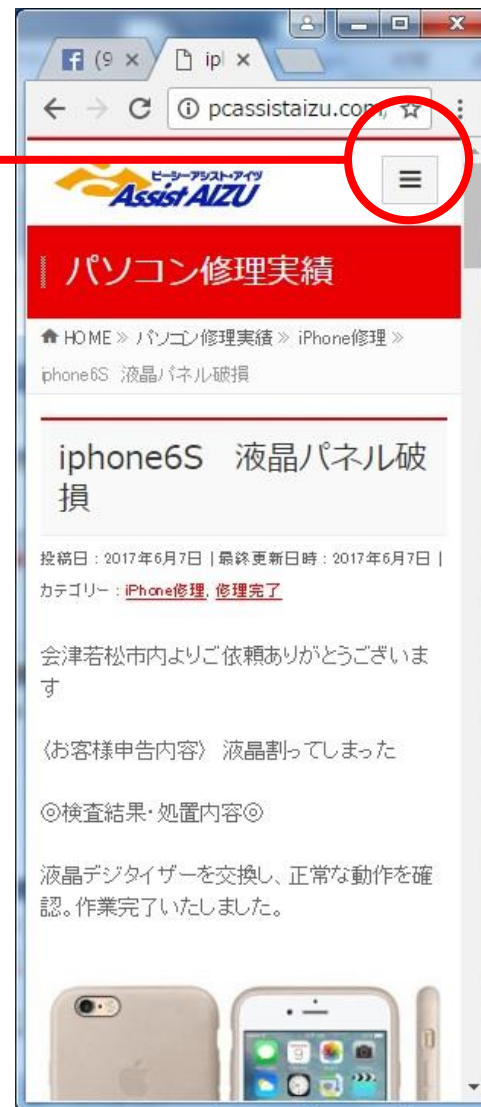 (9
ipl
pcassistaizu.com,
ピーシーアシスト・アイヅ
Assist AIZU
パソコン修理実績
HOME » パソコン修理実績 » iPhone修理 »
iphone6S 液晶パネル破損
iphone6S 液晶パネル破
損
投稿日 : 2017年6月7日 | 最終更新日時 : 2017年6月7日 |
カテゴリー : iPhone修理, 修理完了
会津若松市内よりご依頼ありがとうございま
す
〈お客様申告内容〉 液晶割ってしまった
◎検査結果・処置内容◎
液晶デジタイザーを交換し、正常な動作を確
認。作業完了いたしました。